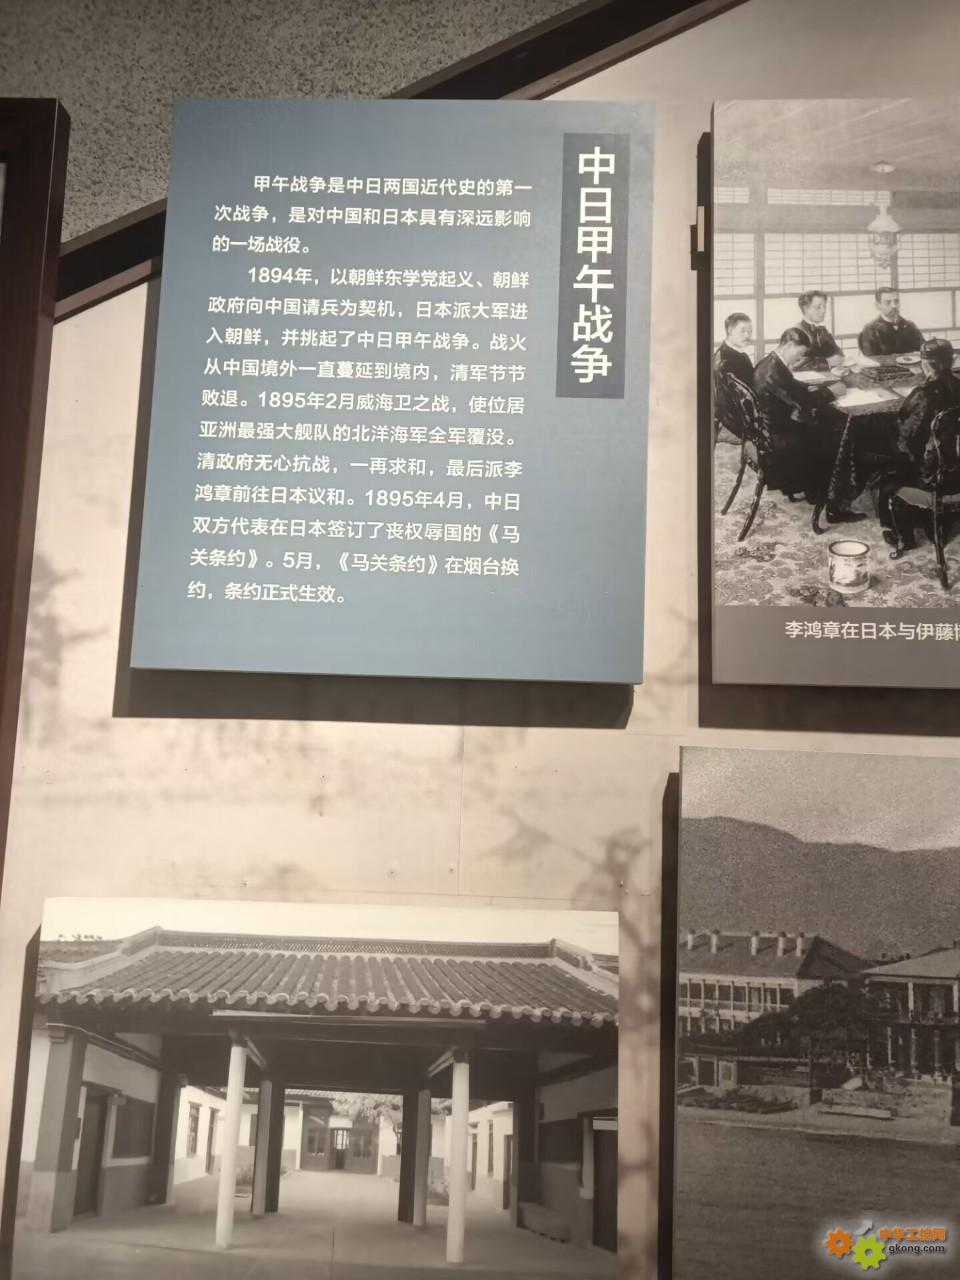 中日甲午战争
甲午战争是中日两国近代史的第一
次战争，是对中国和日本具有深远影响
的一场战役。
1894年，以朝鲜东学党起义、朝鲜
政府向中国请兵为契机，日本派大军进
入朝鲜，并挑起了中日甲午战争。战火
从中国境外一直蔓延到境内，清军节节
败退。1895年2月威海卫之战，使位居
亚洲最强大舰队的北洋海军全军覆没。
清政府无心抗战，一再求和，最后派李
鸿章前往日本议和。1895年4月，中日
双方代表在日本签订了丧权辱国的《马
关条约》。5月，《马关条约》在烟台换
约，条约正式生效。
李鸿章在日本与伊藤
中华工控网
gkong.com